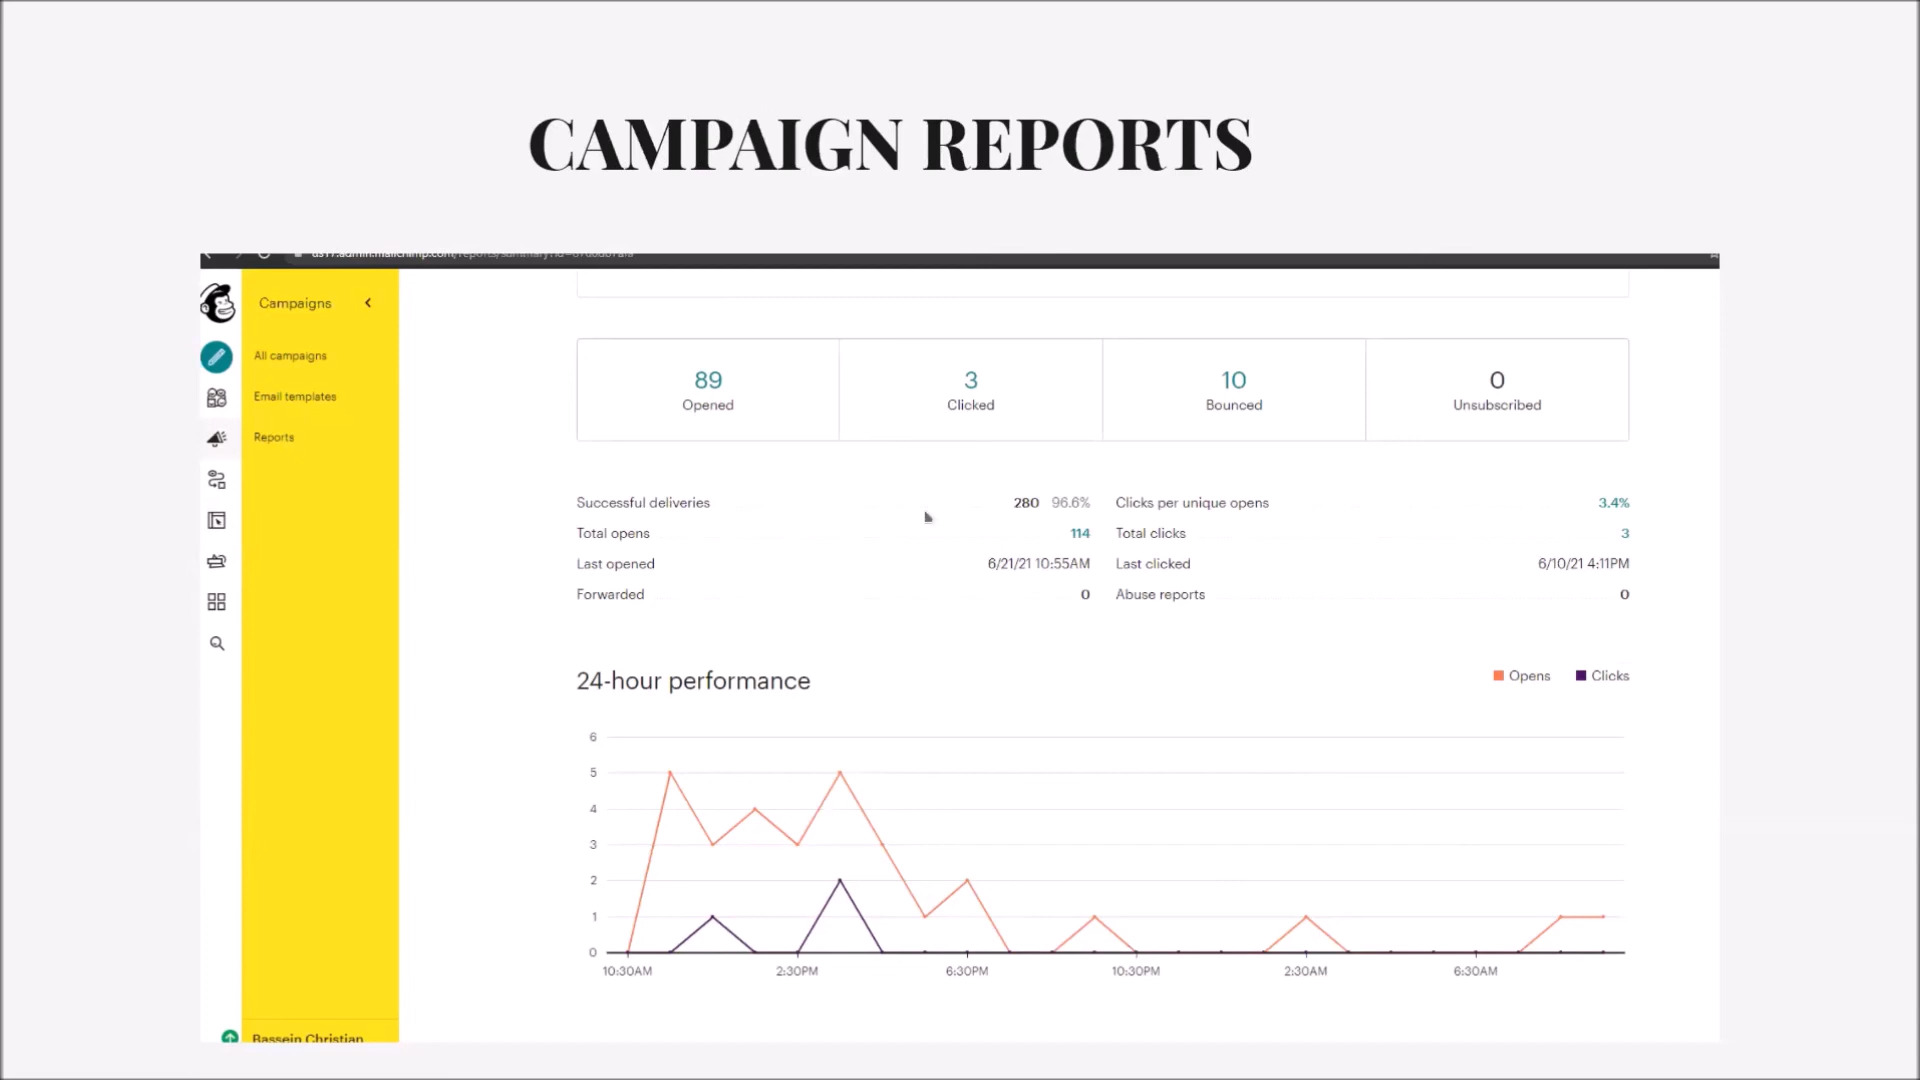 CAMPAIGN REPORTS
Campaigns
All campaigns
Email templates
Reports
89
Opened
3
Clicked
10
Bounced
0
Unsubscribed
Successful deliveries 280 96.6%
Total opens 114
Last opened 6/21/21 10:55AM
Forwarded 0
Clicks per unique opens 3.4%
Total clicks 3
Last clicked 6/10/21 4:11PM
Abuse reports 0
24-hour performance
Opens Clicks
6
5
4
3
2
1
0
10:30AM 2:30PM 6:30PM 10:30PM 2:30AM 6:30AM
Bassein Christian